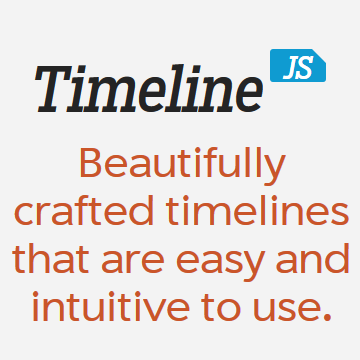 Timeline JS
Beautifully
crafted timelines
that are easy and
intuitive to use.